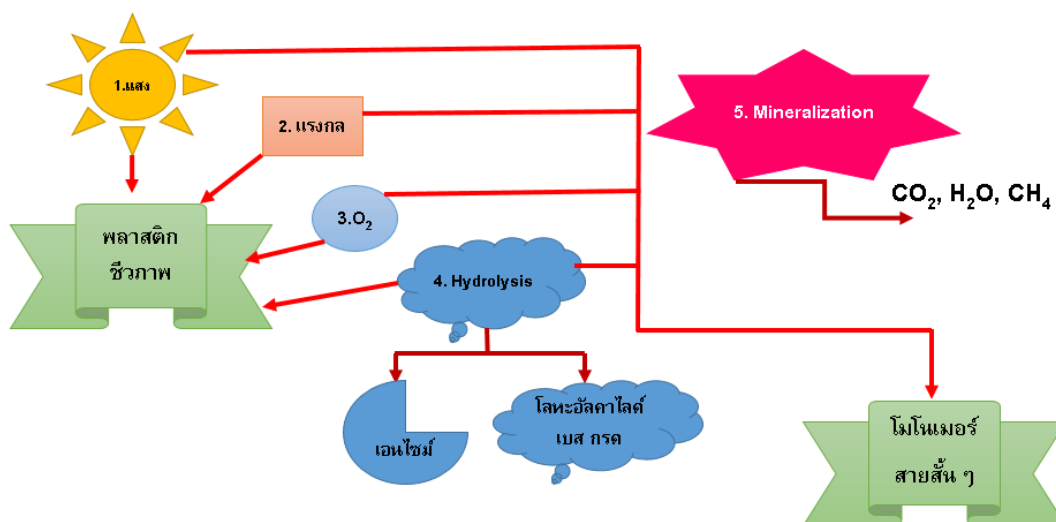 1.แสง
2. แรงกล
5. Mineralization
CO2, H2O, CH4
3.O2
พลาสติก
ชีวภาพ
4. Hydrolysis
เอนไซม์
โลหะอัลคาไลด์
เบส กรด
โมโนเมอร์
สายสั้น ๆ